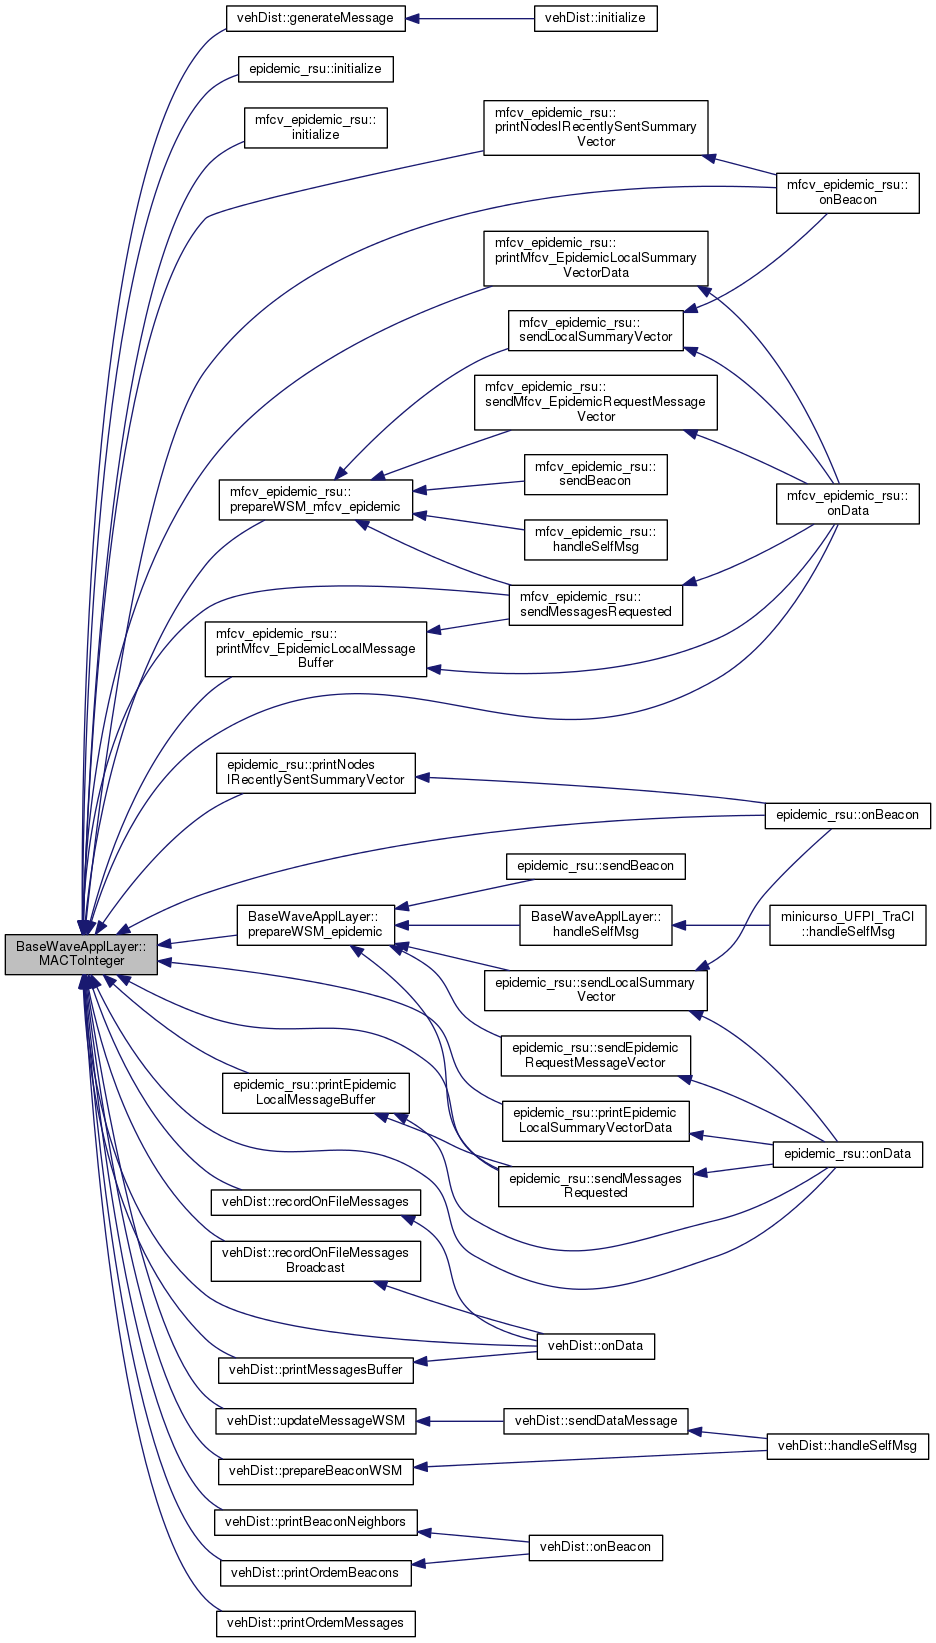 vehDist::generateMessage
vehDist::initialize
epidemic_rsu::initialize
mfcv_epidemic_rsu::
initialize
mfcv_epidemic_rsu::
printNodesIRecentlySentSummary
Vector
mfcv_epidemic_rsu::
onBeacon
mfcv_epidemic_rsu::
printMfcv_EpidemicLocalSummary
VectorData
mfcv_epidemic_rsu::
sendLocalSummaryVector
mfcv_epidemic_rsu::
sendMfcv_EpidemicRequestMessage
Vector
mfcv_epidemic_rsu::
sendBeacon
mfcv_epidemic_rsu::
prepareWSM_mfcv_epidemic
mfcv_epidemic_rsu::
onData
mfcv_epidemic_rsu::
handleSelfMsg
mfcv_epidemic_rsu::
sendMessagesRequested
mfcv_epidemic_rsu::
printMfcv_EpidemicLocalMessage
Buffer
epidemic_rsu::printNodes
IRecentlySentSummaryVector
epidemic_rsu::onBeacon
epidemic_rsu::sendBeacon
BaseWaveApplLayer::
prepareWSM_epidemic
BaseWaveApplLayer::
handleSelfMsg
minicurso_UFPI_TraCI
::handleSelfMsg
BaseWaveApplLayer::
MACToInteger
epidemic_rsu::sendLocalSummary
Vector
epidemic_rsu::sendEpidemic
RequestMessageVector
epidemic_rsu::printEpidemic
LocalMessageBuffer
epidemic_rsu::printEpidemic
LocalSummaryVectorData
epidemic_rsu::onData
epidemic_rsu::sendMessages
Requested
vehDist::recordOnFileMessages
vehDist::recordOnFileMessages
Broadcast
vehDist::onData
vehDist::printMessagesBuffer
vehDist::updateMessageWSM
vehDist::sendDataMessage
vehDist::handleSelfMsg
vehDist::prepareBeaconWSM
vehDist::printBeaconNeighbors
vehDist::onBeacon
vehDist::printOrdemBeacons
vehDist::printOrdemMessages